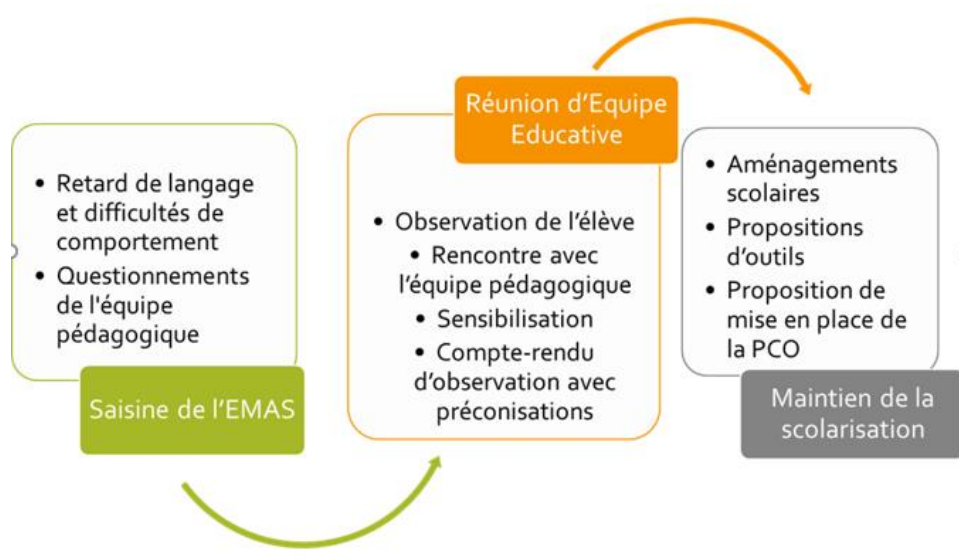 • Retard de langage
et difficultés de
comportement
• Questionnements
de l'équipe
pédagogique
Saisine de l'EMAS
Réunion d'Equipe
Educative
• Observation de l'élève
• Rencontre avec
l'équipe pédagogique
• Sensibilisation
• Compte-rendu
d'observation avec
préconisations
• Aménagements
scolaires
• Propositions
d'outils
• Proposition de
mise en place de
la PCO
Maintien de la
scolarisation